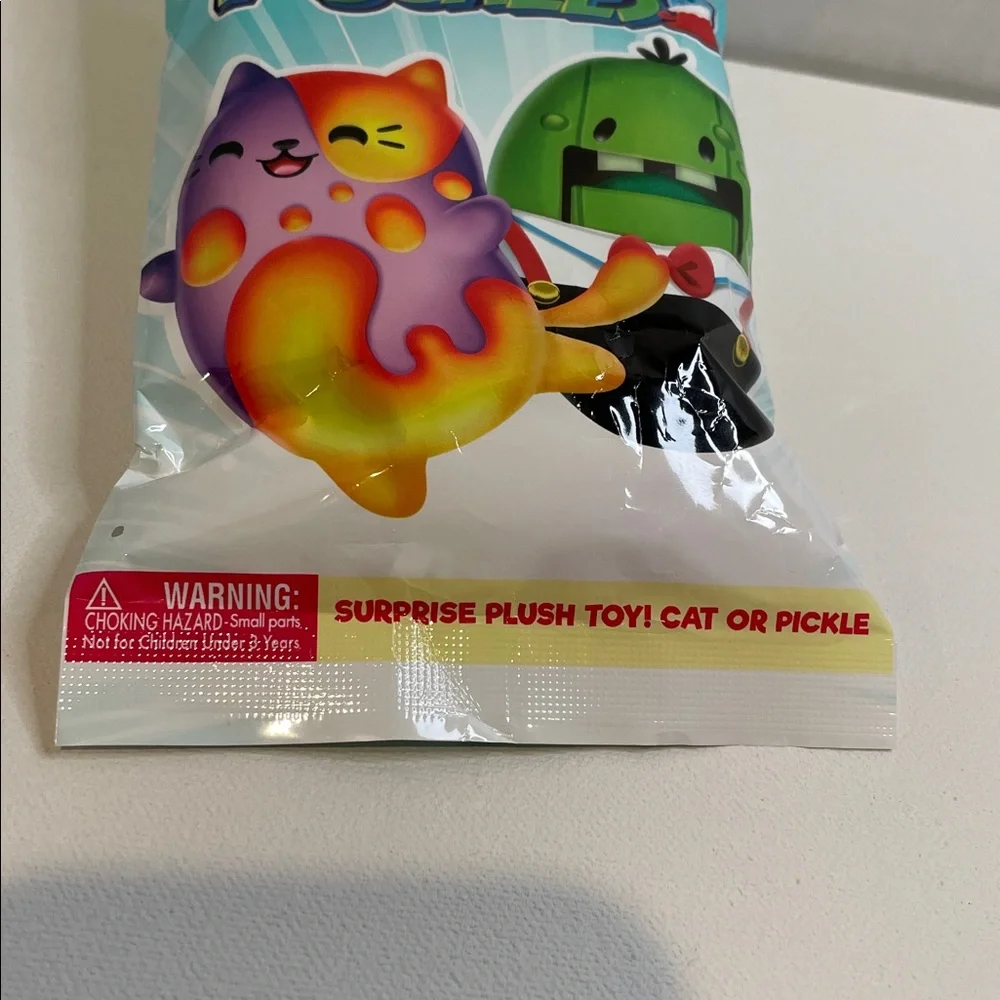 WARNING:
CHOKING HAZARD-Small parts.
Not for Children Under 3 Years
SURPRISE PLUSH TOY! CAT OR PICKLE